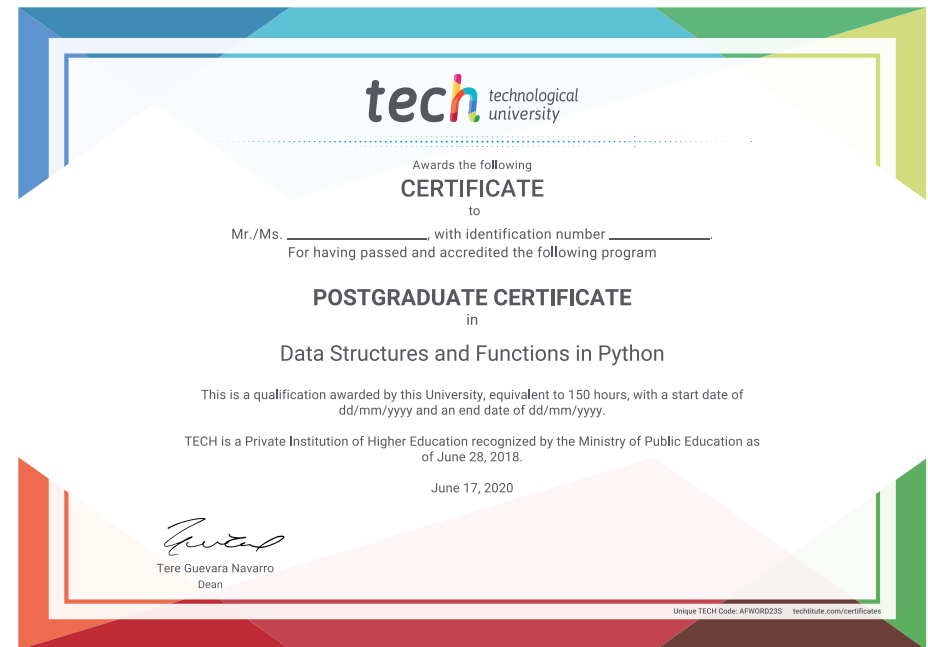 tech technological
university
Awards the following
CERTIFICATE
to
Mr./Ms. ____________________, with identification number ______________.
For having passed and accredited the following program
POSTGRADUATE CERTIFICATE
in
Data Structures and Functions in Python
This is a qualification awarded by this University, equivalent to 150 hours, with a start date of
dd/mm/yyyy and an end date of dd/mm/yyyy.
TECH is a Private Institution of Higher Education recognized by the Ministry of Public Education as
of June 28, 2018.
June 17, 2020
Tere Guevara Navarro
Dean
Unique TECH Code: AFWORD23S techtitute.com/certificates